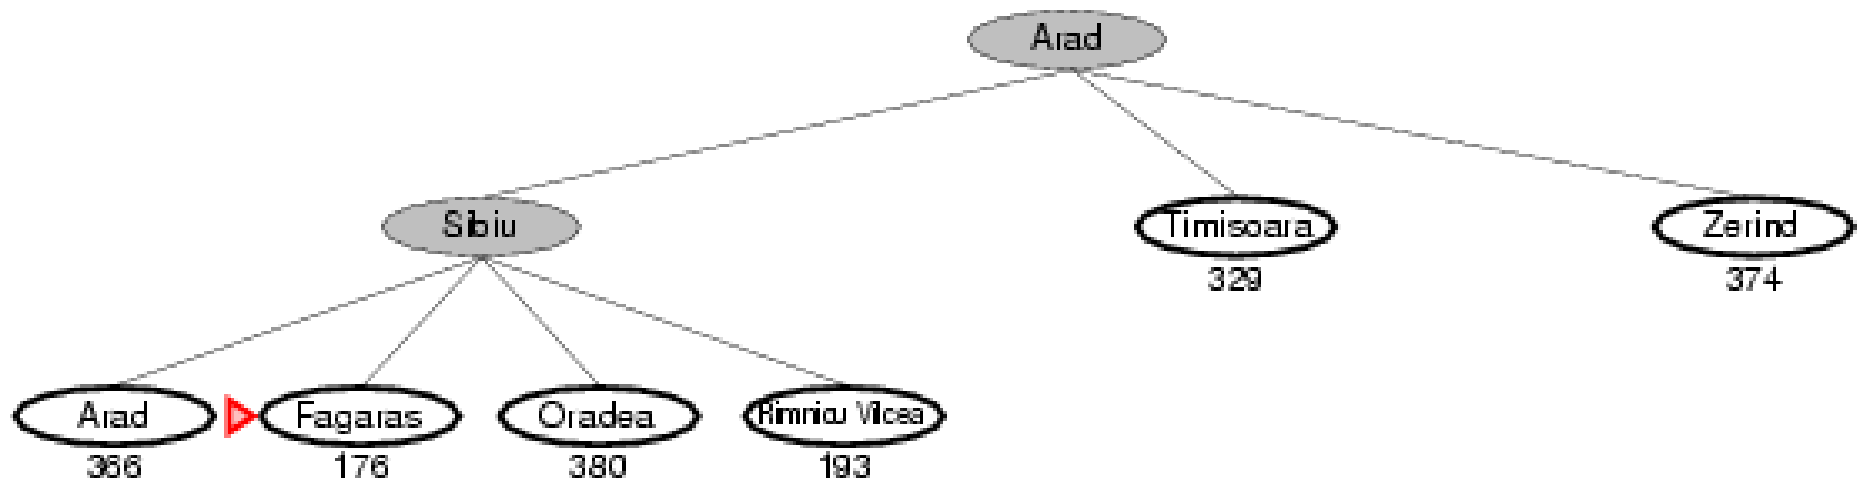 Arad
Sibiu
Timisoara
Zerind
329
374
Arad
Fagaras
Oradea
Rimnicu Vilcea
366
176
380
193